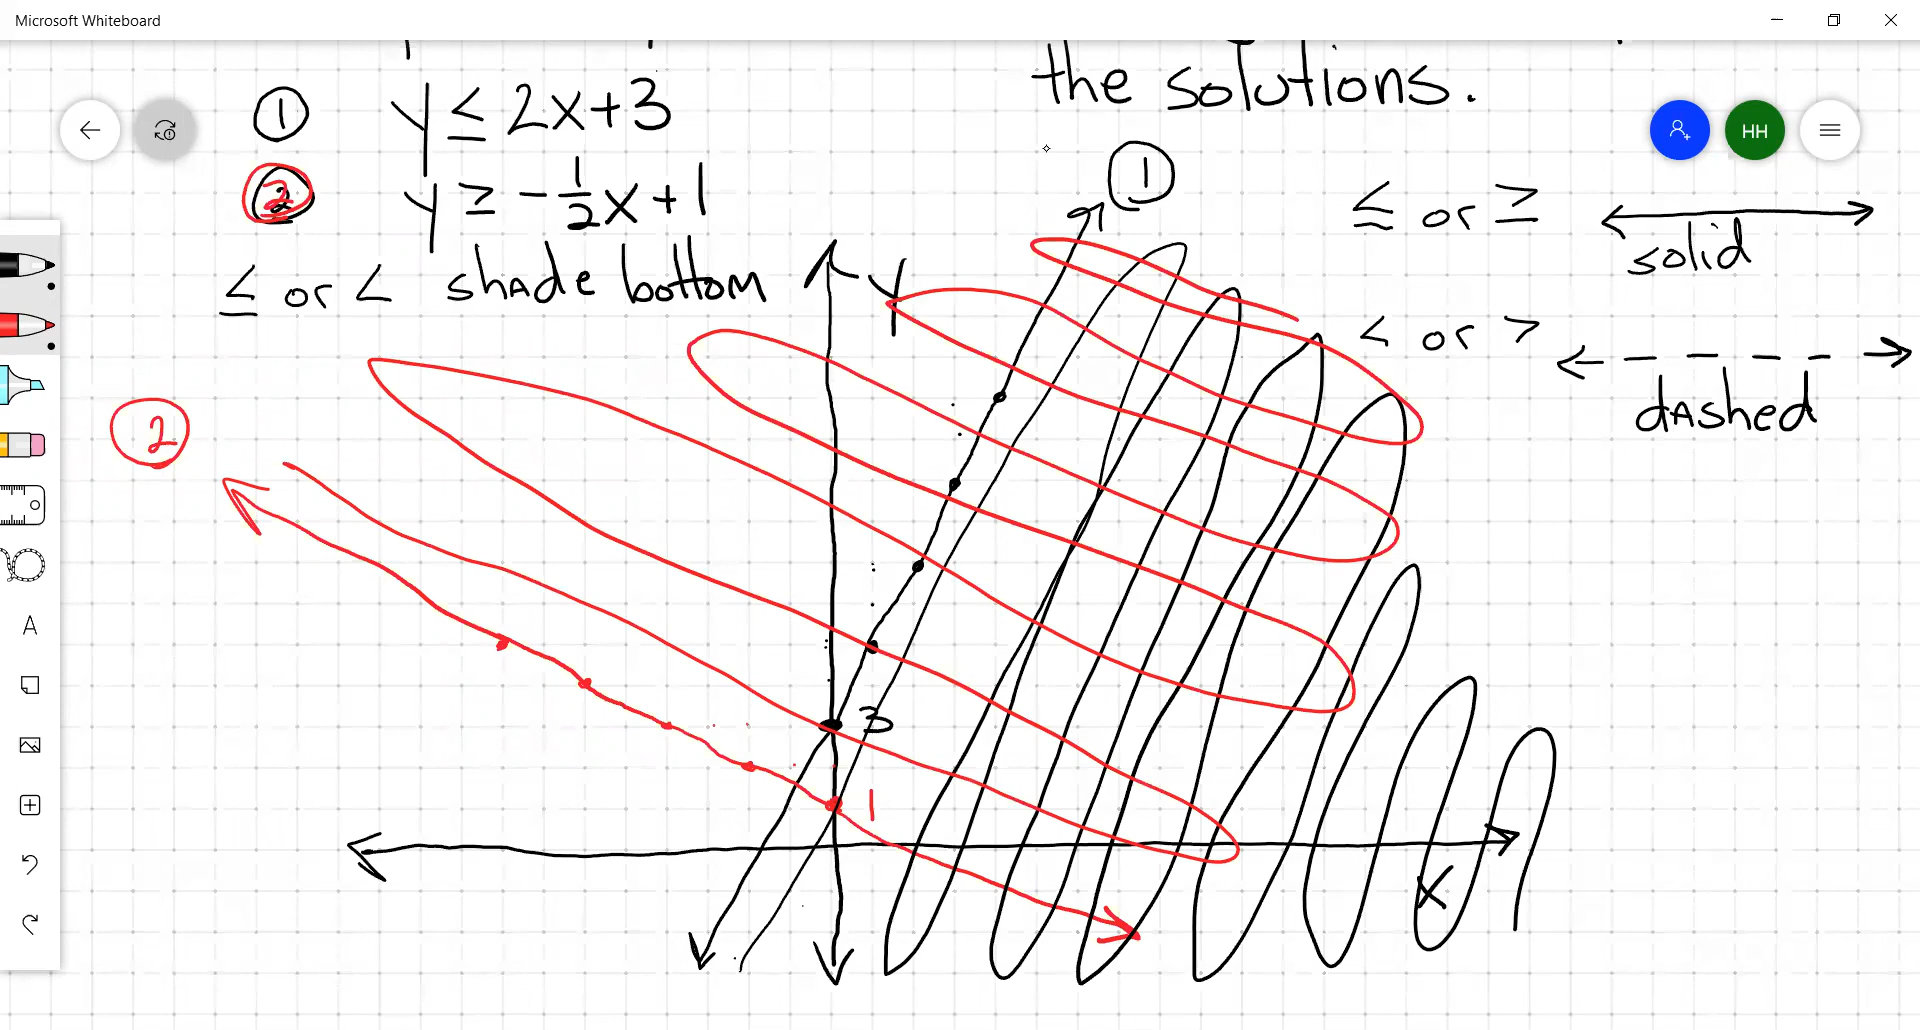 Microsoft Whiteboard
the solutions.
① y ≤ 2x+3
② y ≥ -1/2x+1
≤ or < shade bottom
y
①
≤ or ≥
solid
< or >
dashed
②
3
1
x
HH
A